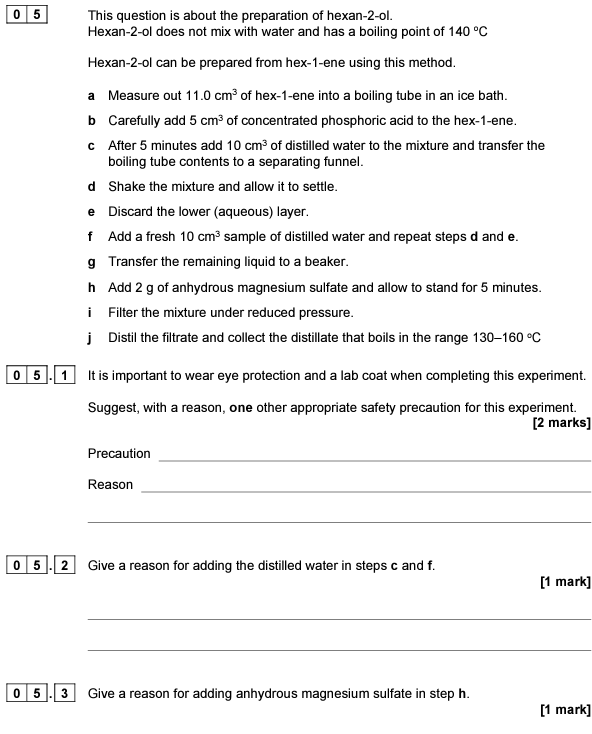 0 5 This question is about the preparation of hexan-2-ol.
Hexan-2-ol does not mix with water and has a boiling point of 140 °C
Hexan-2-ol can be prepared from hex-1-ene using this method.
a Measure out 11.0 cm³ of hex-1-ene into a boiling tube in an ice bath.
b Carefully add 5 cm³ of concentrated phosphoric acid to the hex-1-ene.
c After 5 minutes add 10 cm³ of distilled water to the mixture and transfer the
boiling tube contents to a separating funnel.
d Shake the mixture and allow it to settle.
e Discard the lower (aqueous) layer.
f Add a fresh 10 cm³ sample of distilled water and repeat steps d and e.
g Transfer the remaining liquid to a beaker.
h Add 2 g of anhydrous magnesium sulfate and allow to stand for 5 minutes.
i Filter the mixture under reduced pressure.
j Distil the filtrate and collect the distillate that boils in the range 130–160 °C
0 5 . 1 It is important to wear eye protection and a lab coat when completing this experiment.
Suggest, with a reason, one other appropriate safety precaution for this experiment.
[2 marks]
Precaution
Reason
0 5 . 2 Give a reason for adding the distilled water in steps c and f.
[1 mark]
0 5 . 3 Give a reason for adding anhydrous magnesium sulfate in step h.
[1 mark]